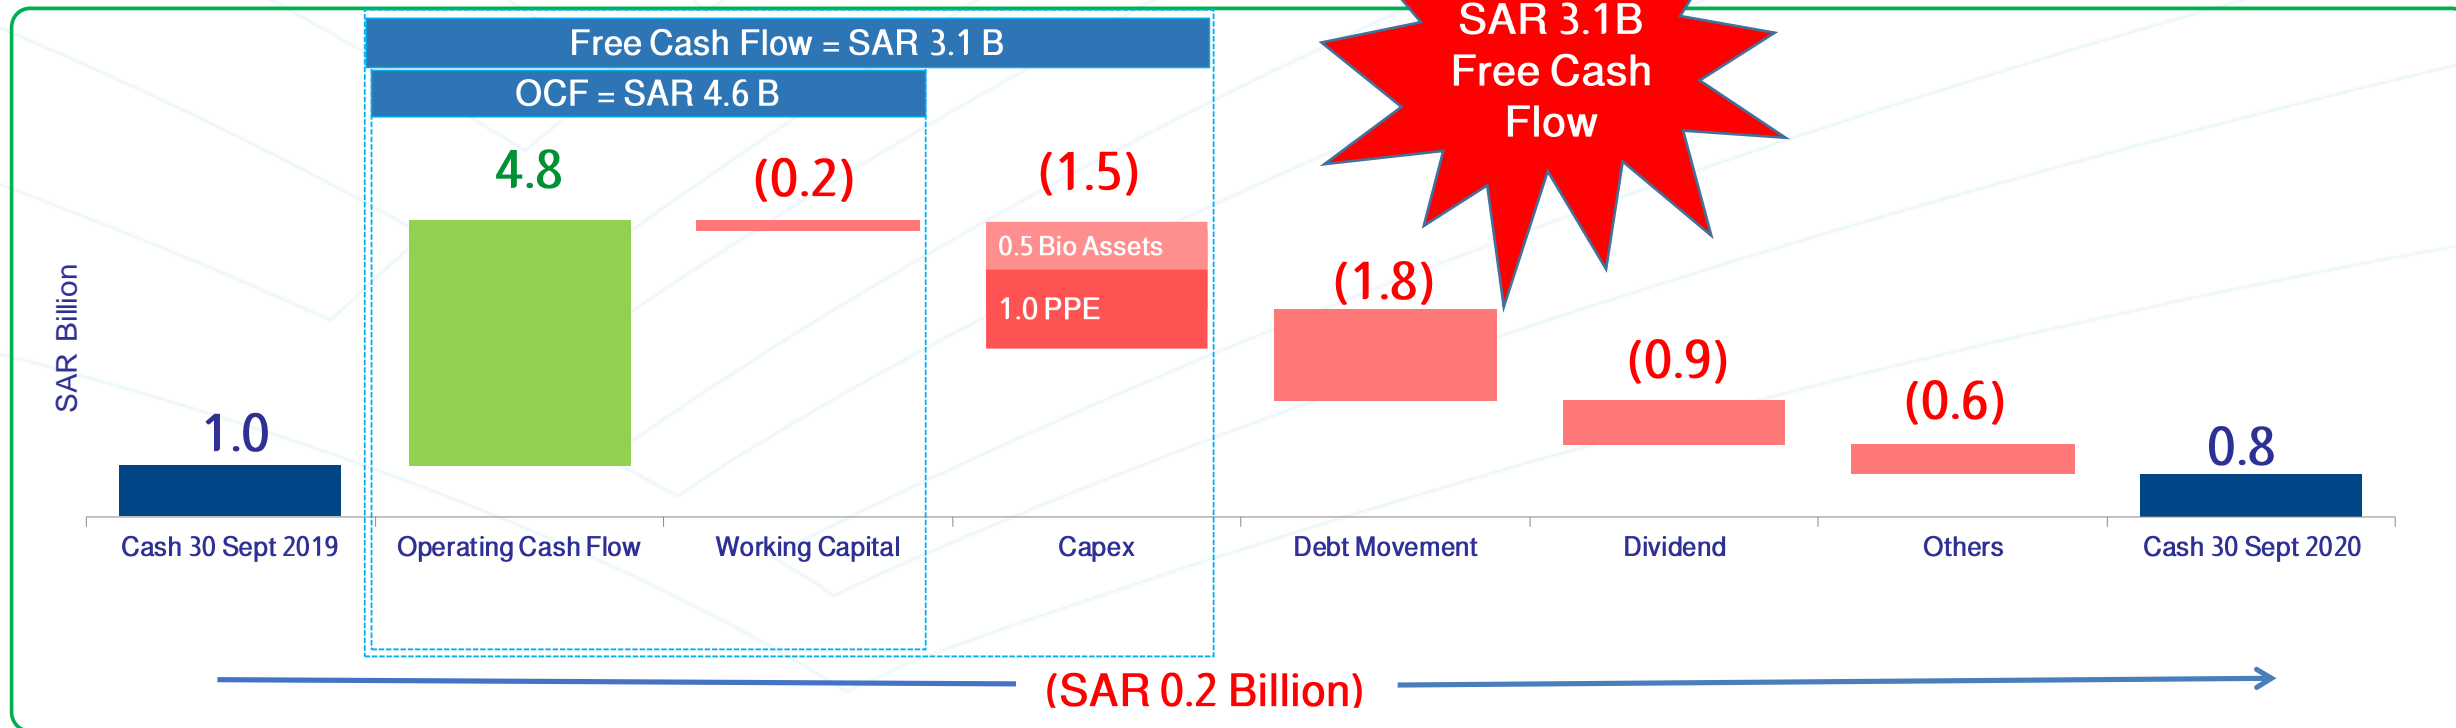 Free Cash Flow = SAR 3.1 B
OCF = SAR 4.6 B
SAR 3.1B
Free Cash
Flow
SAR Billion
1.0
4.8
(0.2)
(1.5)
0.5 Bio Assets
1.0 PPE
(1.8)
(0.9)
(0.6)
0.8
Cash 30 Sept 2019
Operating Cash Flow
Working Capital
Capex
Debt Movement
Dividend
Others
Cash 30 Sept 2020
(SAR 0.2 Billion)